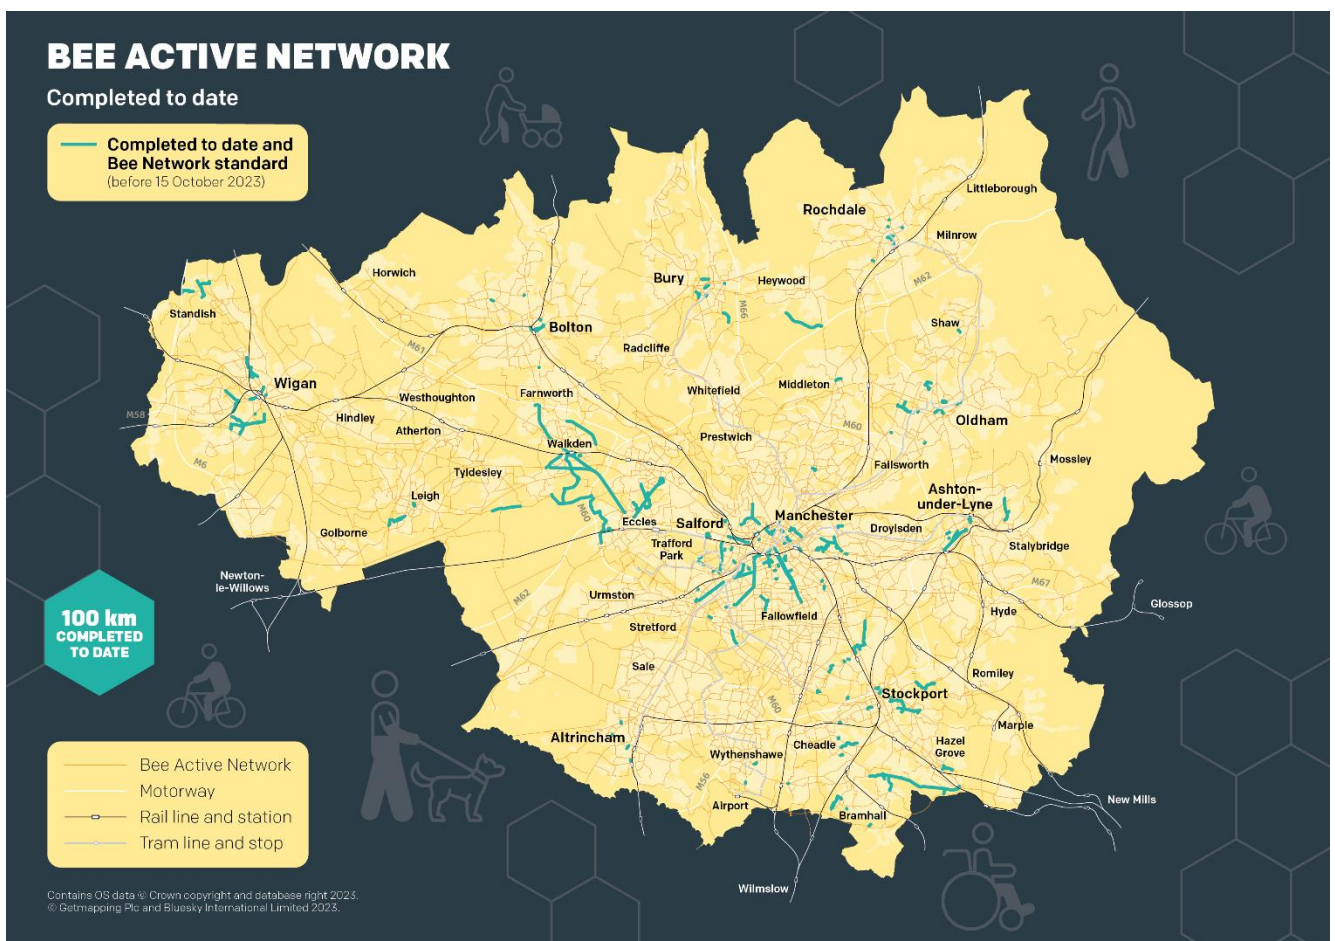 BEE ACTIVE NETWORK
Completed to date
Completed to date and
Bee Network standard
(before 15 October 2023)
Littleborough
Rochdale
Milnrow
Horwich
Bury
Heywood
M62
M66
Standish
Shaw
Bolton
M61
Radcliffe
Wigan
Whitefield
Middleton
Westhoughton
Farnworth
M58
Hindley
Oldham
M60
Atherton
Prestwich
Walkden
M6
Tyldesley
Failsworth
Mossley
Leigh
Ashton-
under-Lyne
M60
Eccles
Salford
Manchester
Droylsden
Golborne
Trafford
Park
Stalybridge
Newton-
le-Willows
M67
M62
Urmston
Glossop
Hyde
Fallowfield
Stretford
100 km
COMPLETED
TO DATE
Sale
Romiley
Stockport
M60
Marple
Altrincham
Wythenshawe
Cheadle
Hazel
Grove
M56
Airport
New Mills
Bramhall
Wilmslow
Bee Active Network
Motorway
Rail line and station
Tram line and stop
Contains OS data © Crown copyright and database right 2023.
© Getmapping Plc and Bluesky International Limited 2023.